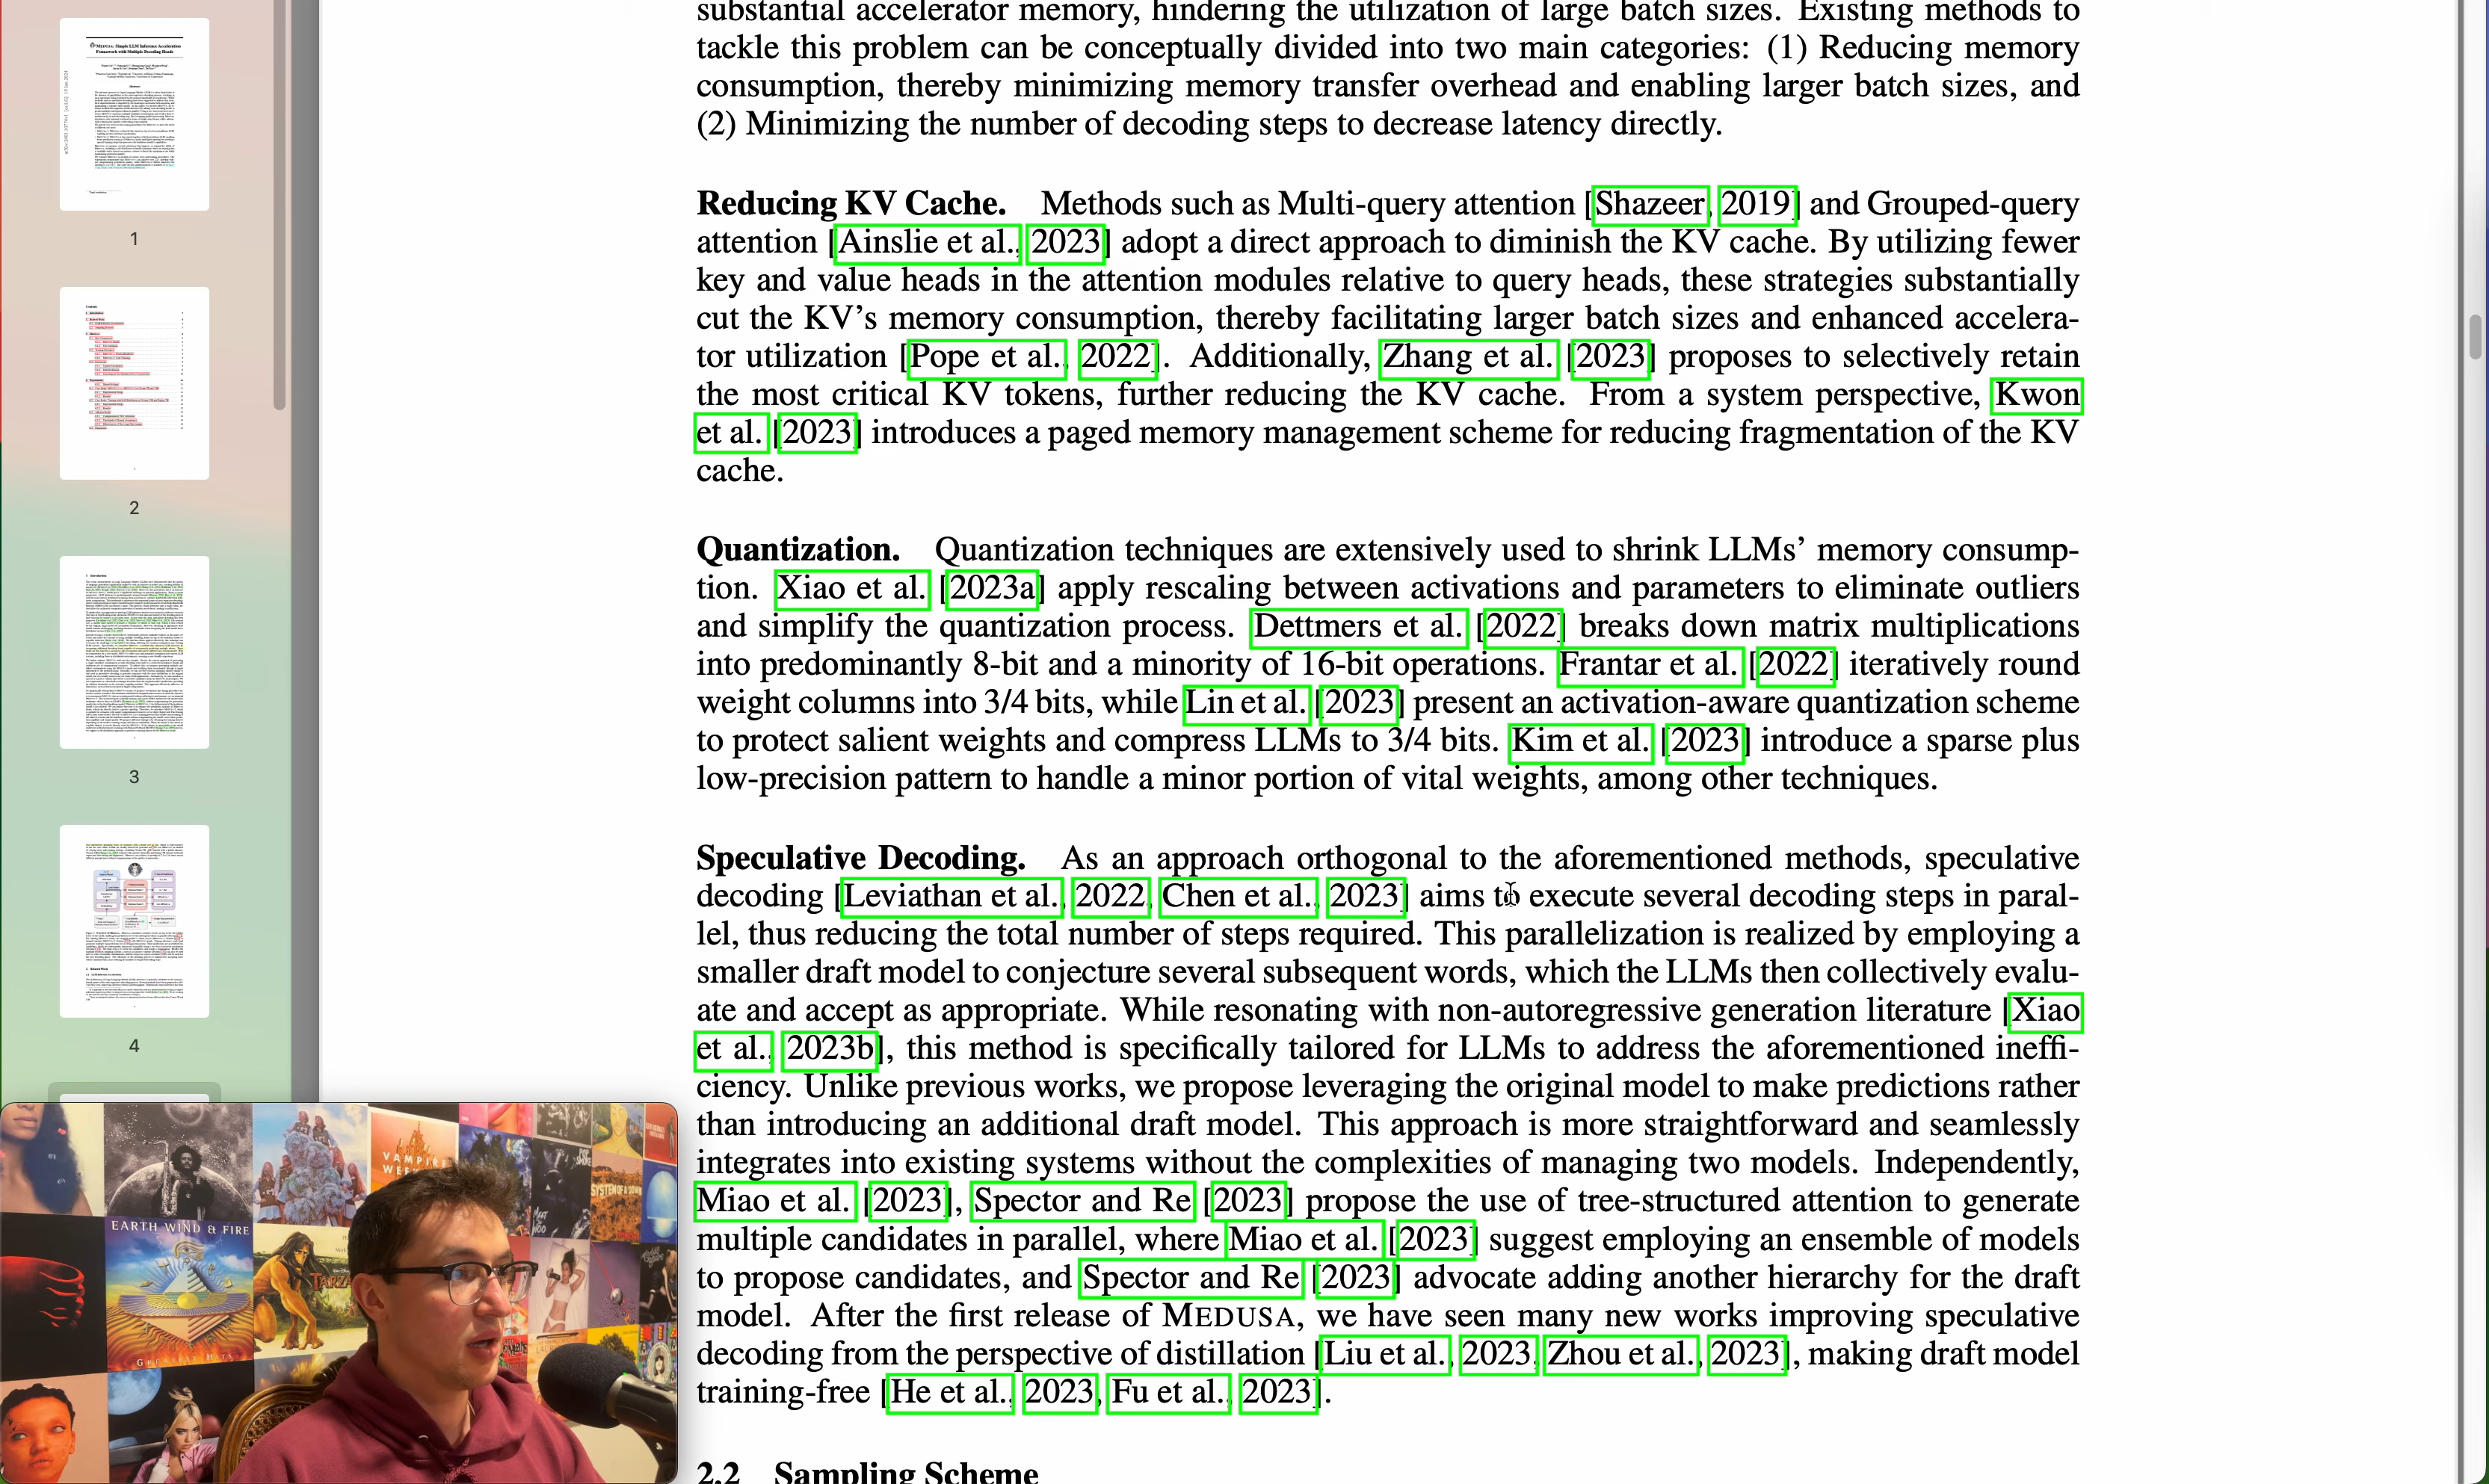 substantial accelerator memory, hindering the utilization of large batch sizes. Existing methods to
tackle this problem can be conceptually divided into two main categories: (1) Reducing memory
consumption, thereby minimizing memory transfer overhead and enabling larger batch sizes, and
(2) Minimizing the number of decoding steps to decrease latency directly.
Reducing KV Cache. Methods such as Multi-query attention [Shazeer, 2019] and Grouped-query
attention [Ainslie et al., 2023] adopt a direct approach to diminish the KV cache. By utilizing fewer
key and value heads in the attention modules relative to query heads, these strategies substantially
cut the KV's memory consumption, thereby facilitating larger batch sizes and enhanced accelera-
tor utilization [Pope et al., 2022]. Additionally, Zhang et al. [2023] proposes to selectively retain
the most critical KV tokens, further reducing the KV cache. From a system perspective, Kwon
et al. [2023] introduces a paged memory management scheme for reducing fragmentation of the KV
cache.
Quantization. Quantization techniques are extensively used to shrink LLMs' memory consump-
tion. Xiao et al. [2023a] apply rescaling between activations and parameters to eliminate outliers
and simplify the quantization process. Dettmers et al. [2022] breaks down matrix multiplications
into predominantly 8-bit and a minority of 16-bit operations. Frantar et al. [2022] iteratively round
weight columns into 3/4 bits, while Lin et al. [2023] present an activation-aware quantization scheme
to protect salient weights and compress LLMs to 3/4 bits. Kim et al. [2023] introduce a sparse plus
low-precision pattern to handle a minor portion of vital weights, among other techniques.
Speculative Decoding. As an approach orthogonal to the aforementioned methods, speculative
decoding [Leviathan et al., 2022, Chen et al., 2023] aims to execute several decoding steps in paral-
lel, thus reducing the total number of steps required. This parallelization is realized by employing a
smaller draft model to conjecture several subsequent words, which the LLMs then collectively evalu-
ate and accept as appropriate. While resonating with non-autoregressive generation literature [Xiao
et al., 2023b], this method is specifically tailored for LLMs to address the aforementioned ineffi-
ciency. Unlike previous works, we propose leveraging the original model to make predictions rather
than introducing an additional draft model. This approach is more straightforward and seamlessly
integrates into existing systems without the complexities of managing two models. Independently,
Miao et al. [2023], Spector and Re [2023] propose the use of tree-structured attention to generate
multiple candidates in parallel, where Miao et al. [2023] suggest employing an ensemble of models
to propose candidates, and Spector and Re [2023] advocate adding another hierarchy for the draft
model. After the first release of MEDUSA, we have seen many new works improving speculative
decoding from the perspective of distillation [Liu et al., 2023, Zhou et al., 2023], making draft model
training-free [He et al., 2023, Fu et al., 2023].
2.2 Sampling Scheme
1
2
3
4
VAMPIRE
EARTH WIND & FIRE
GREATEST HITS
TARZA
SYSTEM OF A DOWN